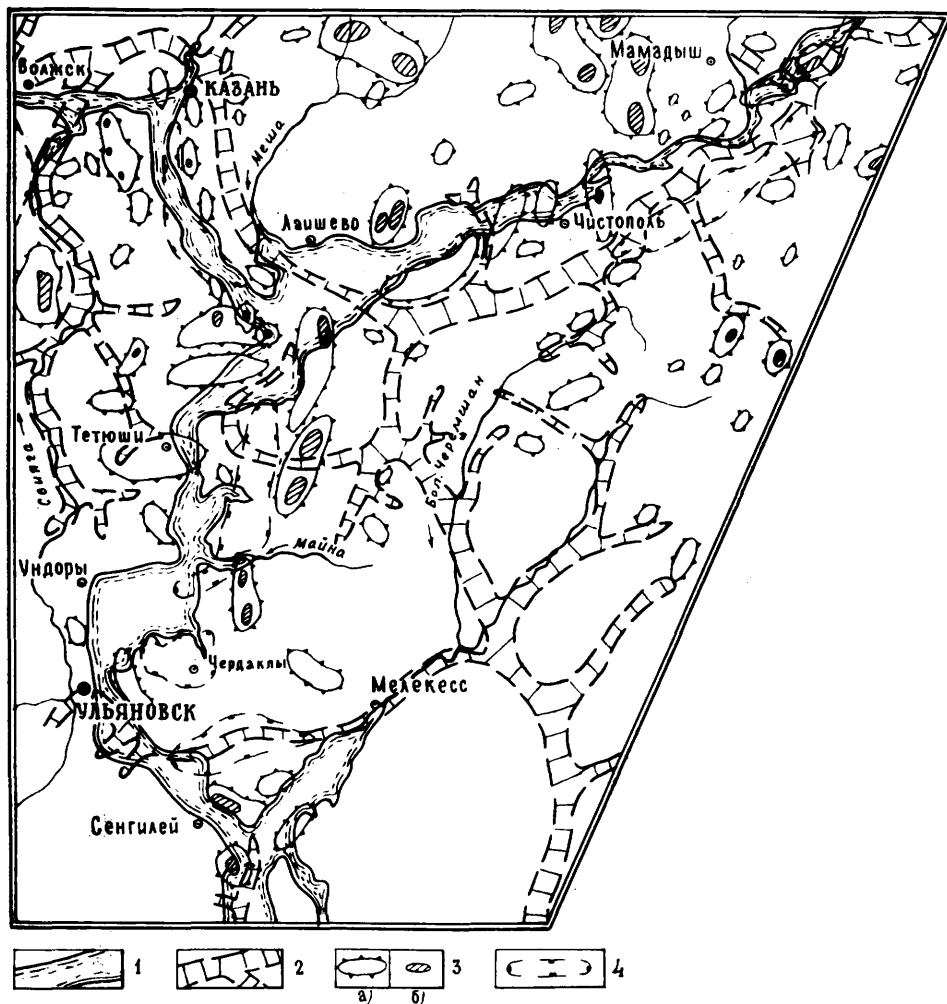 Волжск
КАЗАНЬ
Мамадыш
Меша
Лаишево
Чистополь
Тетюши
Свияга
Бол. Черемшан
Майна
Ундоры
Чердаклы
Мелекесс
УЛЬЯНОВСК
Сенгилей
1
2
3
4
а)
б)